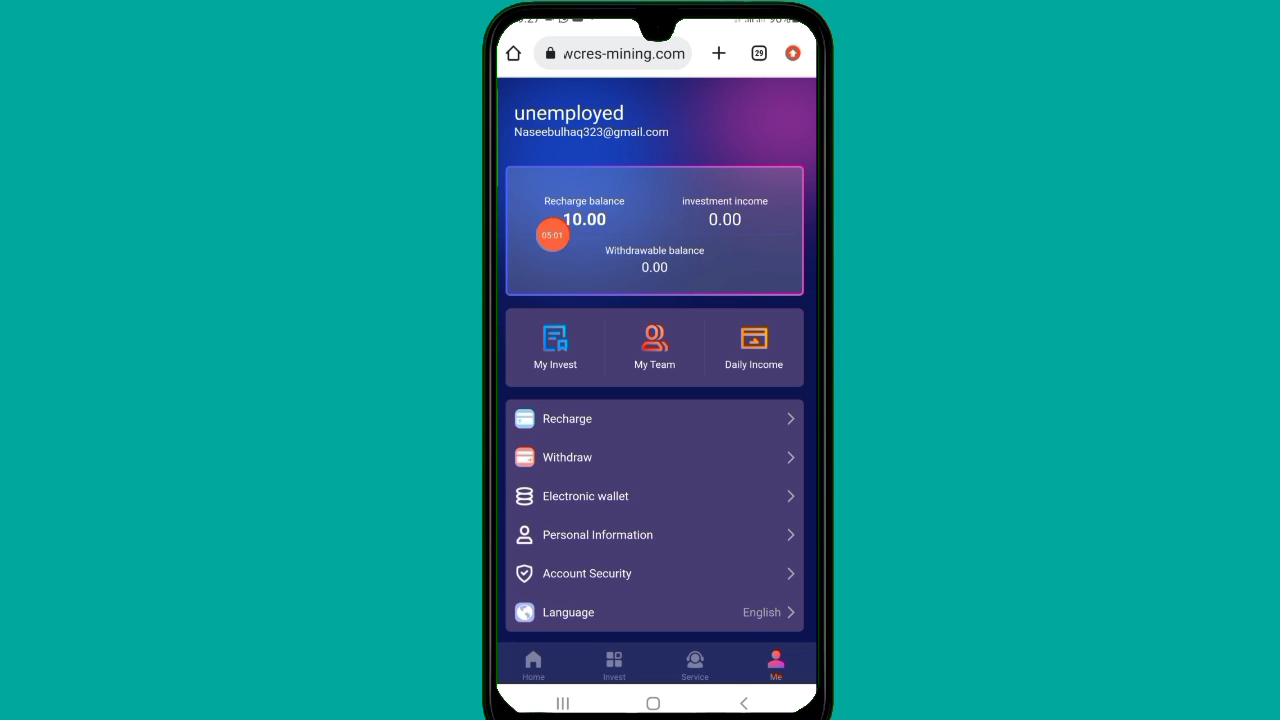 wcres-mining.com
29
unemployed
Naseebulhaq323@gmail.com
Recharge balance
investment income
10.00
0.00
05:01
Withdrawable balance
0.00
My Invest
My Team
Daily Income
Recharge
Withdraw
Electronic wallet
Personal Information
Account Security
Language
English
Home
Invest
Service
Me